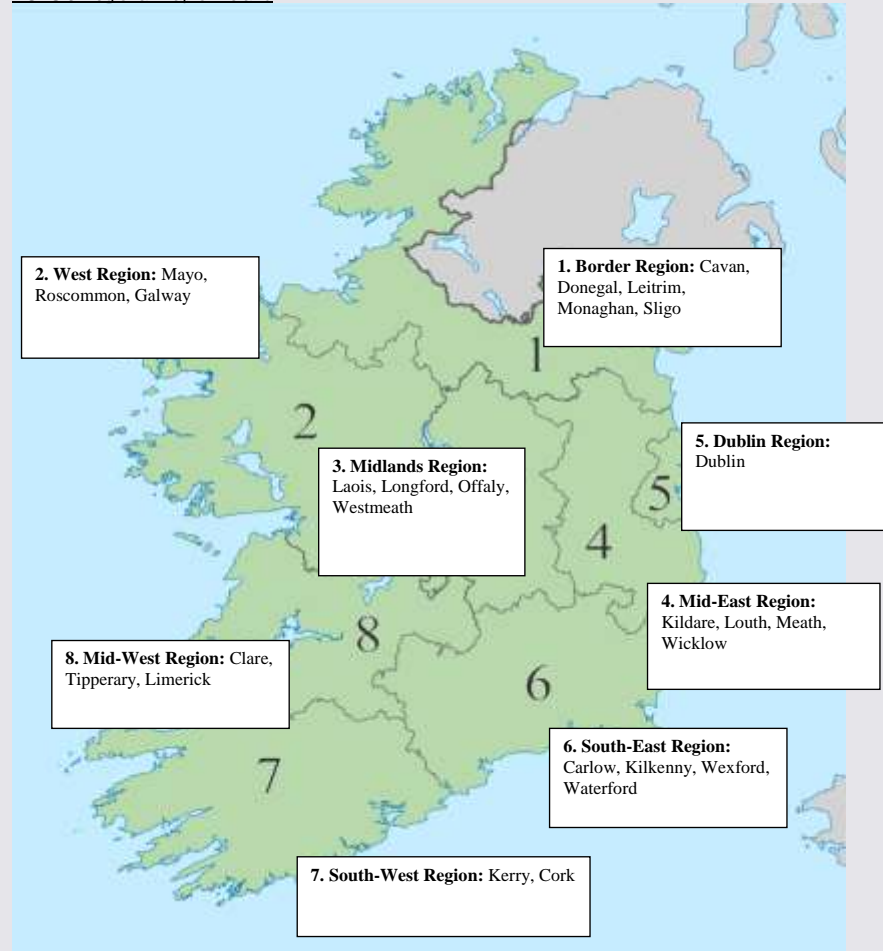 2. West Region: Mayo,
Roscommon, Galway
1. Border Region: Cavan,
Donegal, Leitrim,
Monaghan, Sligo
1
2
5. Dublin Region:
Dublin
3. Midlands Region:
Laois, Longford, Offaly,
Westmeath
5
4
4. Mid-East Region:
Kildare, Louth, Meath,
Wicklow
8
8. Mid-West Region: Clare,
Tipperary, Limerick
6
6. South-East Region:
Carlow, Kilkenny, Wexford,
Waterford
7
7. South-West Region: Kerry, Cork